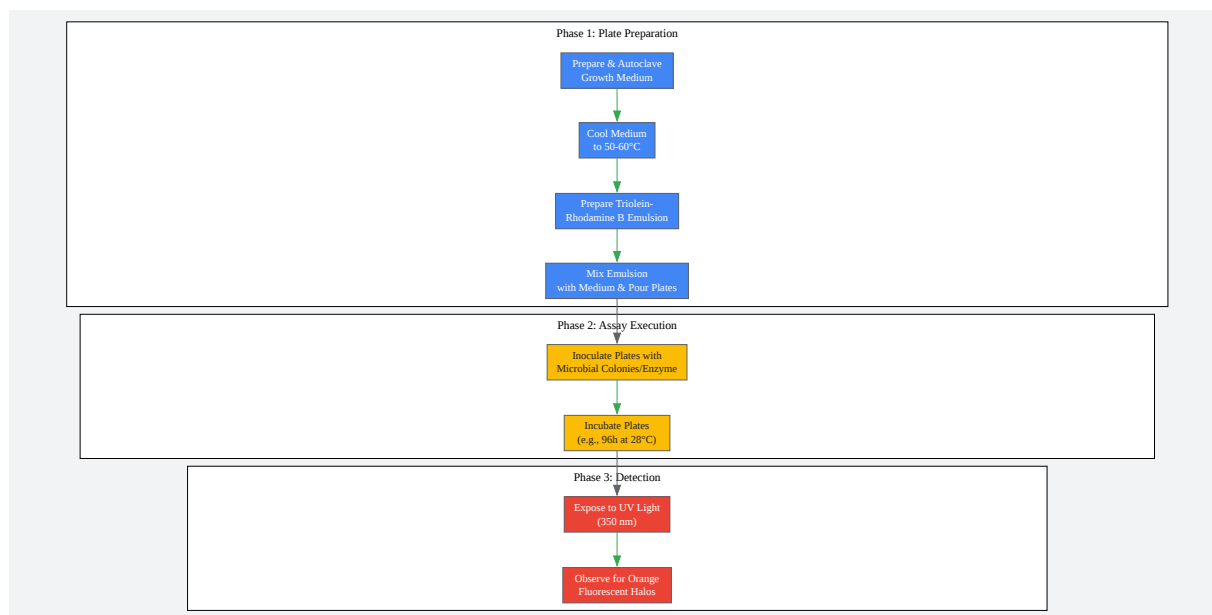 Phase 1: Plate Preparation
Prepare & Autoclave
Growth Medium
Cool Medium
to 50-60°C
Prepare Triolein-
Rhodamine B Emulsion
Mix Emulsion
with Medium & Pour Plates
Phase 2: Assay Execution
Inoculate Plates with
Microbial Colonies/Enzyme
Incubate Plates
(e.g., 96h at 28°C)
Phase 3: Detection
Expose to UV Light
(350 nm)
Observe for Orange
Fluorescent Halos